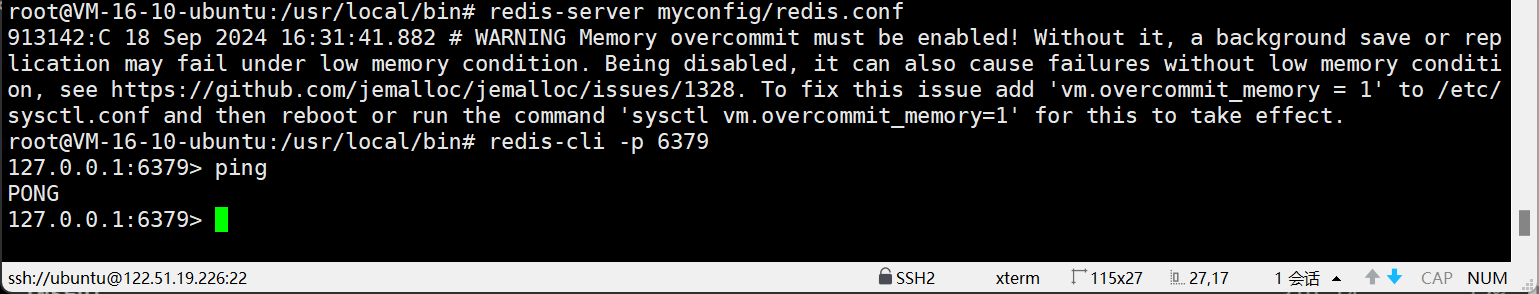 root@VM-16-10-ubuntu:/usr/local/bin# redis-server myconfig/redis.conf
913142:C 18 Sep 2024 16:31:41.882 # WARNING Memory overcommit must be enabled! Without it, a background save or rep
lication may fail under low memory condition. Being disabled, it can also cause failures without low memory conditi
on, see https://github.com/jemalloc/jemalloc/issues/1328. To fix this issue add 'vm.overcommit_memory = 1' to /etc/
sysctl.conf and then reboot or run the command 'sysctl vm.overcommit_memory=1' for this to take effect.
root@VM-16-10-ubuntu:/usr/local/bin# redis-cli -p 6379
127.0.0.1:6379> ping
PONG
127.0.0.1:6379>
ssh://ubuntu@122.51.19.226:22 SSH2 xterm 115x27 27,17 1 会话 CAP NUM